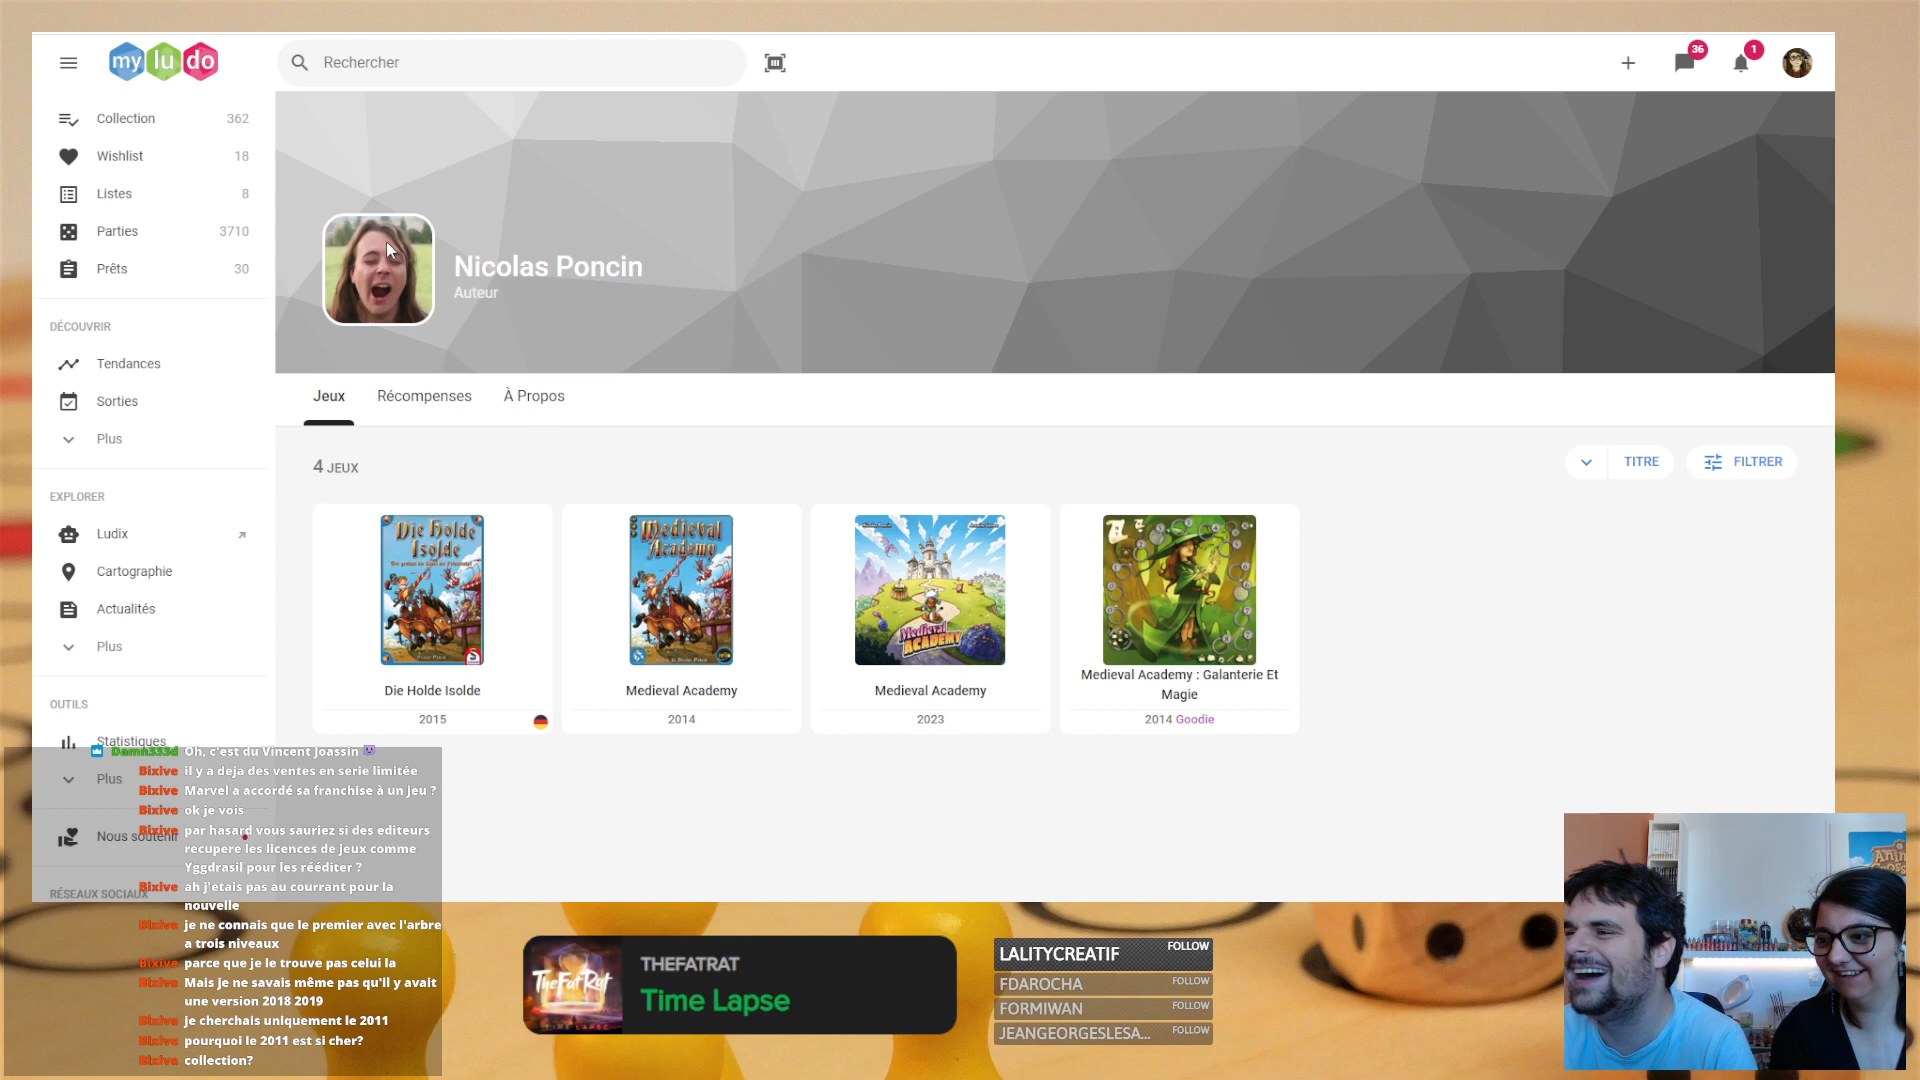 my lu do
Rechercher
36
1
Collection 362
Wishlist 18
Listes 8
Parties 3710
Prêts 30
DÉCOUVRIR
Tendances
Sorties
Plus
EXPLORER
Ludix
Cartographie
Actualités
Plus
OUTILS
Statistiques
Plus
Nous soutenir
RÉSEAUX SOCIAUX
Nicolas Poncin
Auteur
Jeux Récompenses À Propos
4 JEUX
TITRE FILTRER
Die Holde Isolde
Medieval Academy
Medieval ACADEMY
Die Holde Isolde
2015
Medieval Academy
2014
Medieval Academy
2023
Medieval Academy : Galanterie Et
Magie
2014 Goodie
Damn333d Oh, c'est du Vincent Joassin
Bixive il y a deja des ventes en serie limitée
Bixive Marvel a accordé sa franchise à un jeu ?
Bixive ok je vois
Bixive par hasard vous sauriez si des editeurs
recupere les licences de jeux comme
Yggdrasil pour les rééditer ?
Bixive ah j'etais pas au courrant pour la
nouvelle
Bixive je ne connais que le premier avec l'arbre
a trois niveaux
Bixive parce que je le trouve pas celui la
Bixive Mais je ne savais même pas qu'il y avait
une version 2018 2019
Bixive je cherchais uniquement le 2011
Bixive pourquoi le 2011 est si cher?
Bixive collection?
TheFatRat
THEFATRAT
Time Lapse
LALITYCREATIF FOLLOW
FDAROCHA FOLLOW
FORMIWAN FOLLOW
JEANGEORGESLESA... FOLLOW